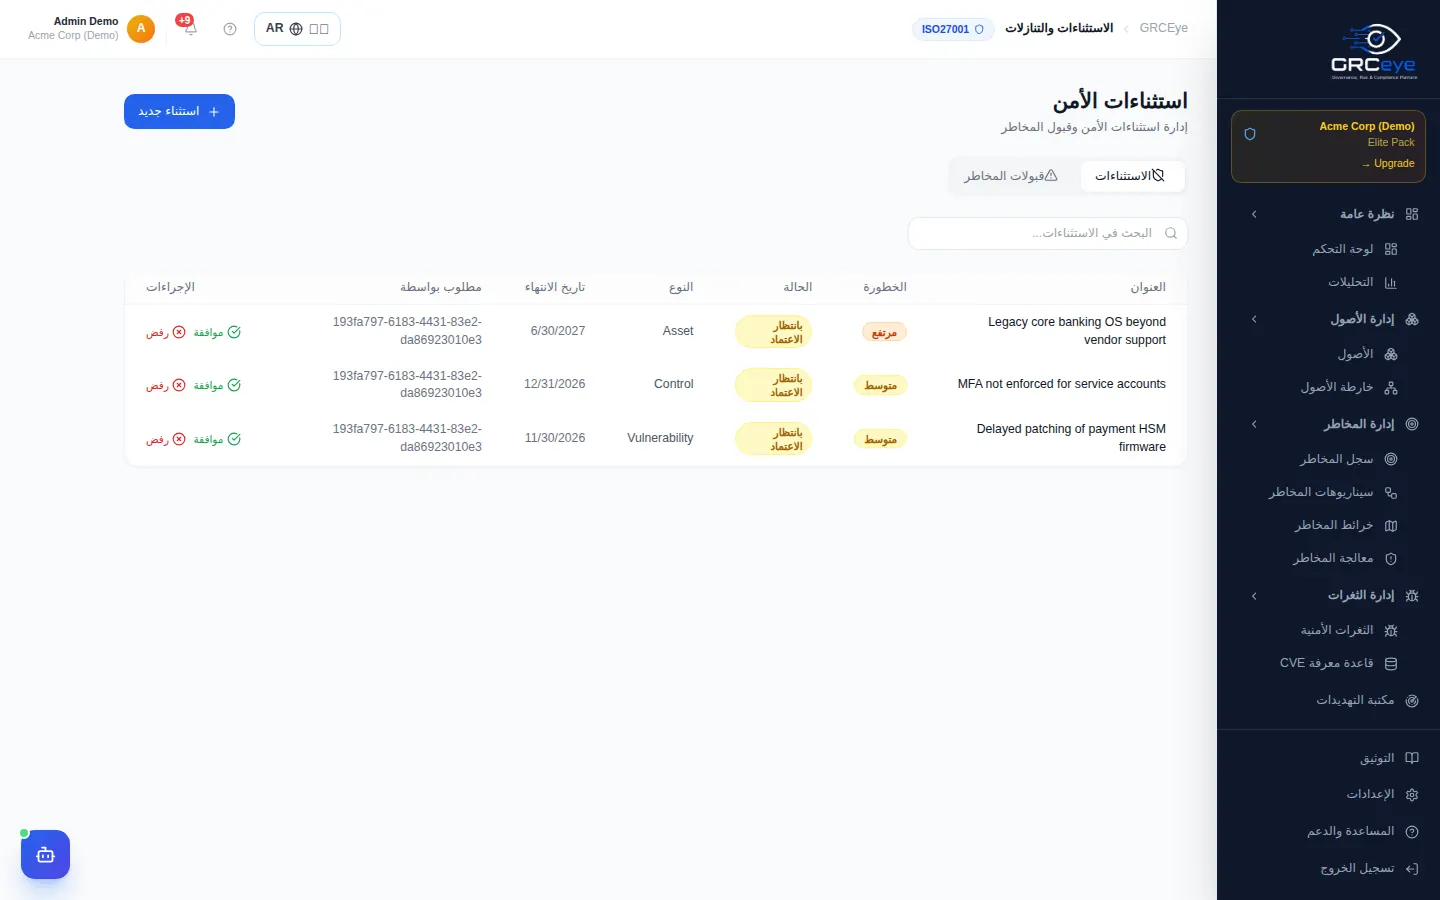 GRCeye
Governance, Risk & Compliance Platform
Acme Corp (Demo)
Elite Pack
Upgrade →
نظرة عامة
لوحة التحكم
التحليلات
إدارة الأصول
الأصول
خارطة الأصول
إدارة المخاطر
سجل المخاطر
سيناريوهات المخاطر
خرائط المخاطر
معالجة المخاطر
إدارة الثغرات
الثغرات الأمنية
قاعدة معرفة CVE
مكتبة التهديدات
التوثيق
الإعدادات
المساعدة والدعم
تسجيل الخروج
GRCEye
الاستثناءات والتنازلات
ISO27001
AR
+9
A
Admin Demo
Acme Corp (Demo)
استثناءات الأمن
إدارة استثناءات الأمن وقبول المخاطر
استثناء جديد
الاستثناءات
قبولات المخاطر
البحث في الاستثناءات...
العنوان الخطورة الحالة النوع تاريخ الانتهاء مطلوب بواسطة الإجراءات
Legacy core banking OS beyond
vendor support
مرتفع
بانتظار
الاعتماد
Asset
6/30/2027
193fa797-6183-4431-83e2-
da86923010e3
موافقة
رفض
MFA not enforced for service accounts
متوسط
بانتظار
الاعتماد
Control
12/31/2026
193fa797-6183-4431-83e2-
da86923010e3
موافقة
رفض
Delayed patching of payment HSM
firmware
متوسط
بانتظار
الاعتماد
Vulnerability
11/30/2026
193fa797-6183-4431-83e2-
da86923010e3
موافقة
رفض